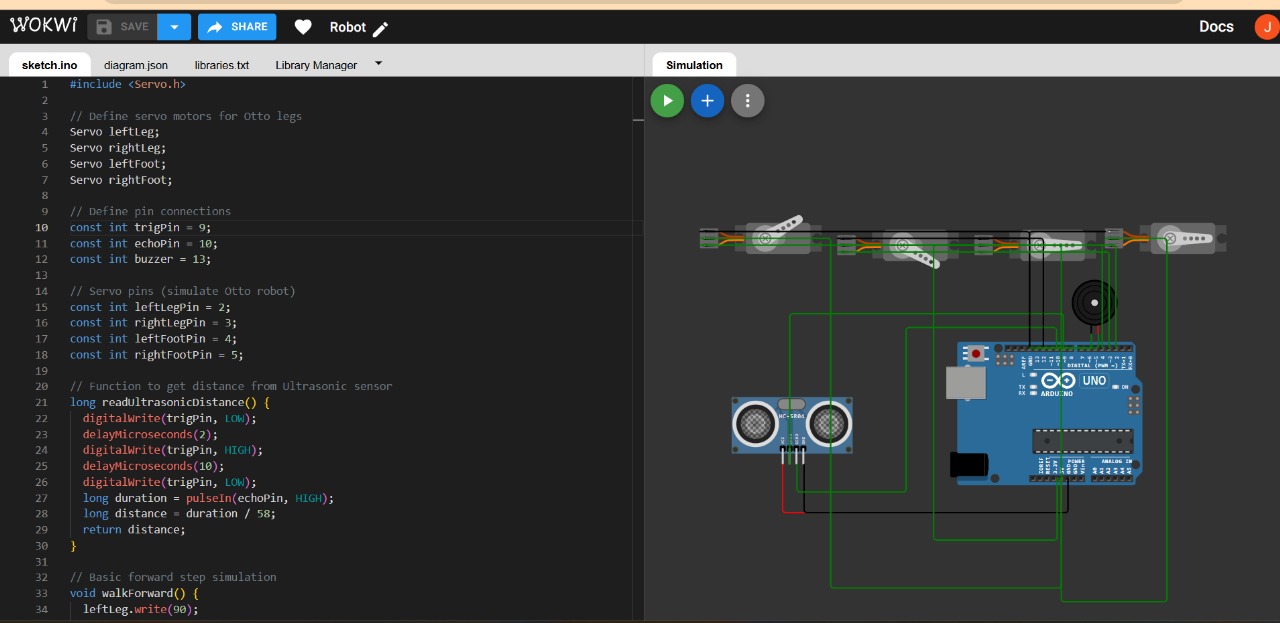 WOKWi SAVE SHARE Robot Docs J
sketch.ino diagram.json libraries.txt Library Manager Simulation
1 #include <Servo.h>
2
3 // Define servo motors for Otto legs
4 Servo leftLeg;
5 Servo rightLeg;
6 Servo leftFoot;
7 Servo rightFoot;
8
9 // Define pin connections
10 const int trigPin = 9;
11 const int echoPin = 10;
12 const int buzzer = 13;
13
14 // Servo pins (simulate Otto robot)
15 const int leftLegPin = 2;
16 const int rightLegPin = 3;
17 const int leftFootPin = 4;
18 const int rightFootPin = 5;
19
20 // Function to get distance from Ultrasonic sensor
21 long readUltrasonicDistance() {
22 digitalWrite(trigPin, LOW);
23 delayMicroseconds(2);
24 digitalWrite(trigPin, HIGH);
25 delayMicroseconds(10);
26 digitalWrite(trigPin, LOW);
27 long duration = pulseIn(echoPin, HIGH);
28 long distance = duration / 58;
29 return distance;
30 }
31
32 // Basic forward step simulation
33 void walkForward() {
34 leftLeg.write(90);
DIGITAL (PWM ~)
L
TX
RX
UNO
ON
ARDUINO
HC-SR04
POWER
ANALOG IN